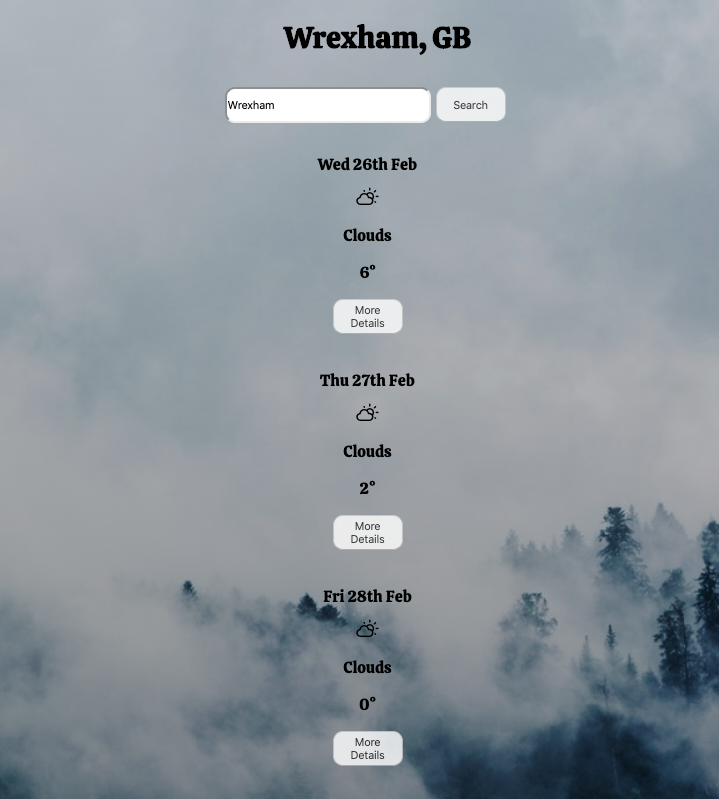 Wrexham, GB
Wrexham
Search
Wed 26th Feb
Clouds
6°
More
Details
Thu 27th Feb
Clouds
2°
More
Details
Fri 28th Feb
Clouds
0°
More
Details